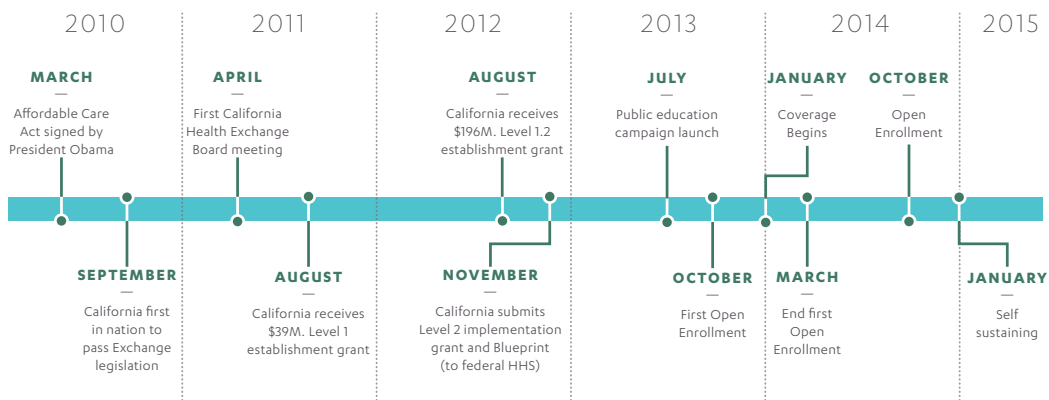 2010
2011
2012
2013
2014
2015
MARCH
Affordable Care
Act signed by
President Obama
APRIL
First California
Health Exchange
Board meeting
AUGUST
California receives
$196M. Level 1.2
establishment grant
JULY
Public education
campaign launch
JANUARY
Coverage
Begins
OCTOBER
Open
Enrollment
SEPTEMBER
California first
in nation to
pass Exchange
legislation
AUGUST
California receives
$39M. Level 1
establishment grant
NOVEMBER
California submits
Level 2 implementation
grant and Blueprint
(to federal HHS)
OCTOBER
First Open
Enrollment
MARCH
End first
Open
Enrollment
JANUARY
Self
sustaining